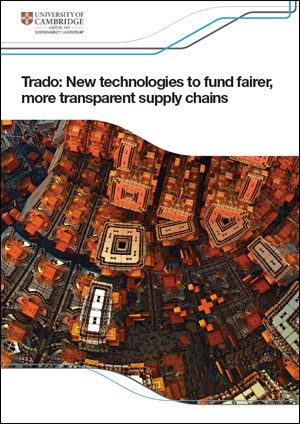 UNIVERSITY OF
CAMBRIDGE
INSTITUTE FOR
SUSTAINABILITY LEADERSHIP
Trado: New technologies to fund fairer,
more transparent supply chains